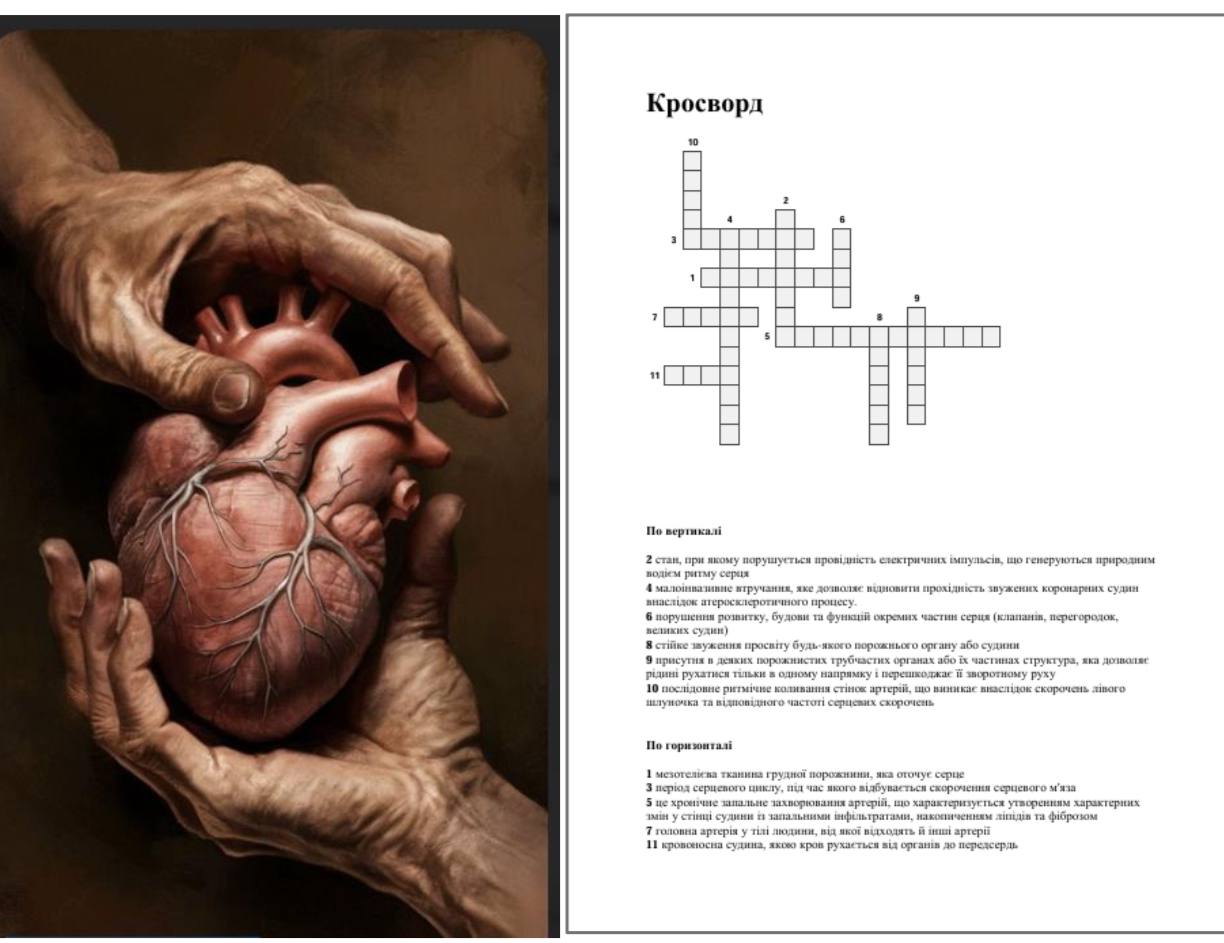 Кросворд
10
2
4
6
3
1
9
7
8
5
11
По вертикалі
2 стан, при якому порушується провідність електричних імпульсів, що генеруються природним
водієм ритму серця
4 малоінвазивне втручання, яке дозволяє відновити прохідність звужених коронарних судин
внаслідок атеросклеротичного процесу.
6 порушення розвитку, будови та функцій окремих частин серця (клапанів, перегородок,
великих судин)
8 стійке звуження просвіту будь-якого порожнього органу або судини
9 присутня в деяких порожнистих трубчастих органах або їх частинах структура, яка дозволяє
рідині рухатися тільки в одному напрямку і перешкоджає її зворотному руху
10 послідовне ритмічне коливання стінок артерій, що виникає внаслідок скорочень лівого
шлуночка та відповідного частоті серцевих скорочень
По горизонталі
1 мезотелієва тканина грудної порожнини, яка оточує серце
3 період серцевого циклу, під час якого відбувається скорочення серцевого м'яза
5 це хронічне запальне захворювання артерій, що характеризується утворенням характерних
змін у стінці судини із запальними інфільтратами, накопиченням ліпідів та фіброзом
7 головна артерія у тілі людини, від якої відходять й інші артерії
11 кровоносна судина, якою кров рухається від органів до передсердь